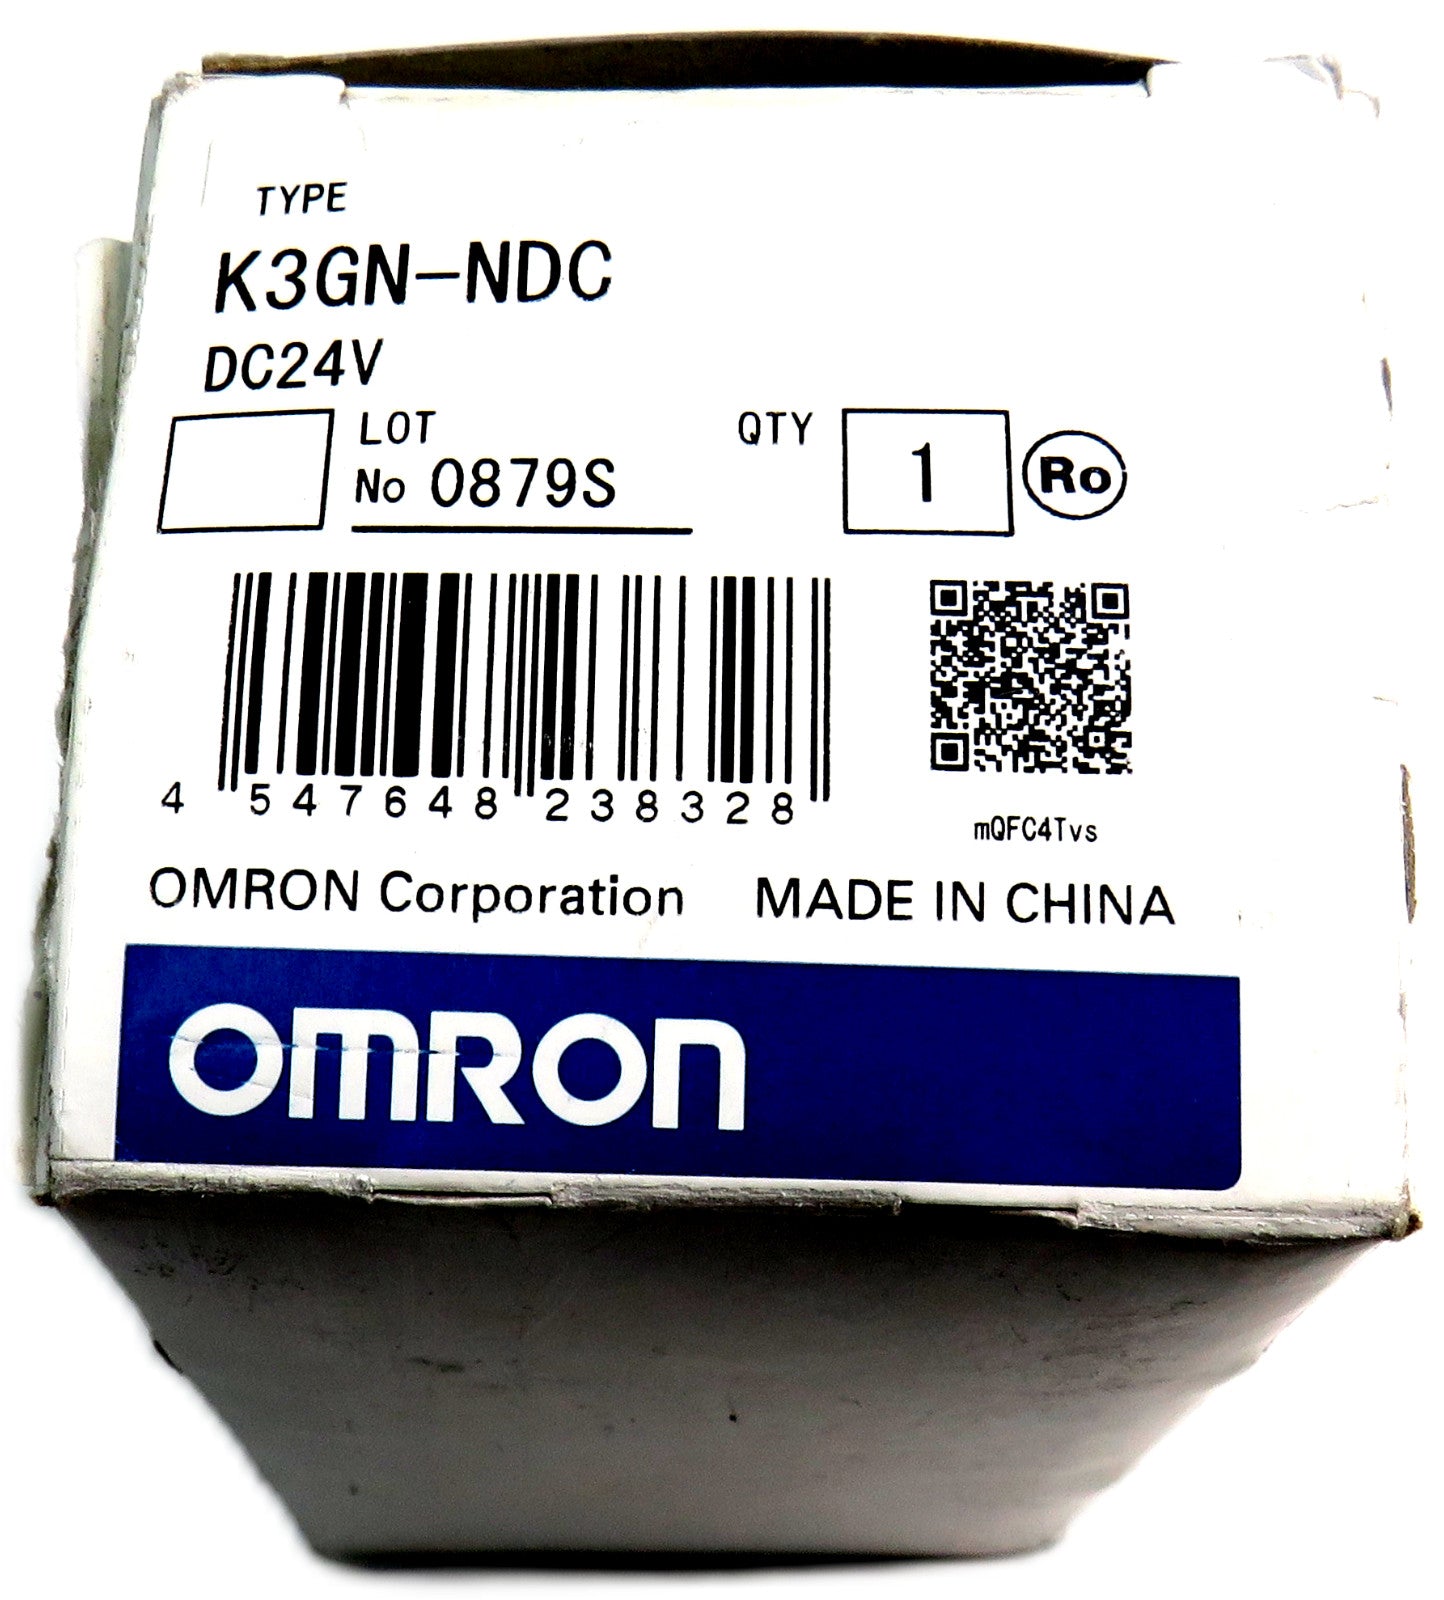 TYPE
K3GN-NDC
DC24V
LOT
No 0879S
QTY 1 Ro
4 547648 238328
mQFC4Tvs
OMRON Corporation MADE IN CHINA
OMRON